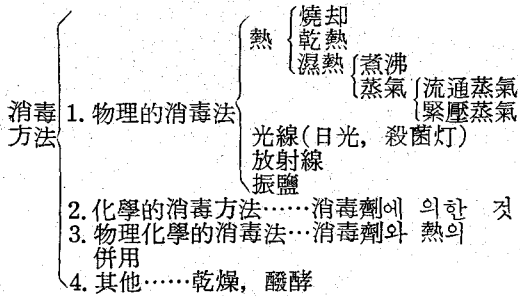 燒却
熱 乾熱
濕熱 煮沸
蒸氣 流通蒸氣
緊壓蒸氣
消毒方法 1. 物理的消毒法
光線(日光, 殺菌灯)
放射線
振盪
2. 化學的消毒方法……消毒劑에 의한 것
3. 物理化學的消毒法…消毒劑와 熱의
併用
4. 其他……乾燥, 醱酵